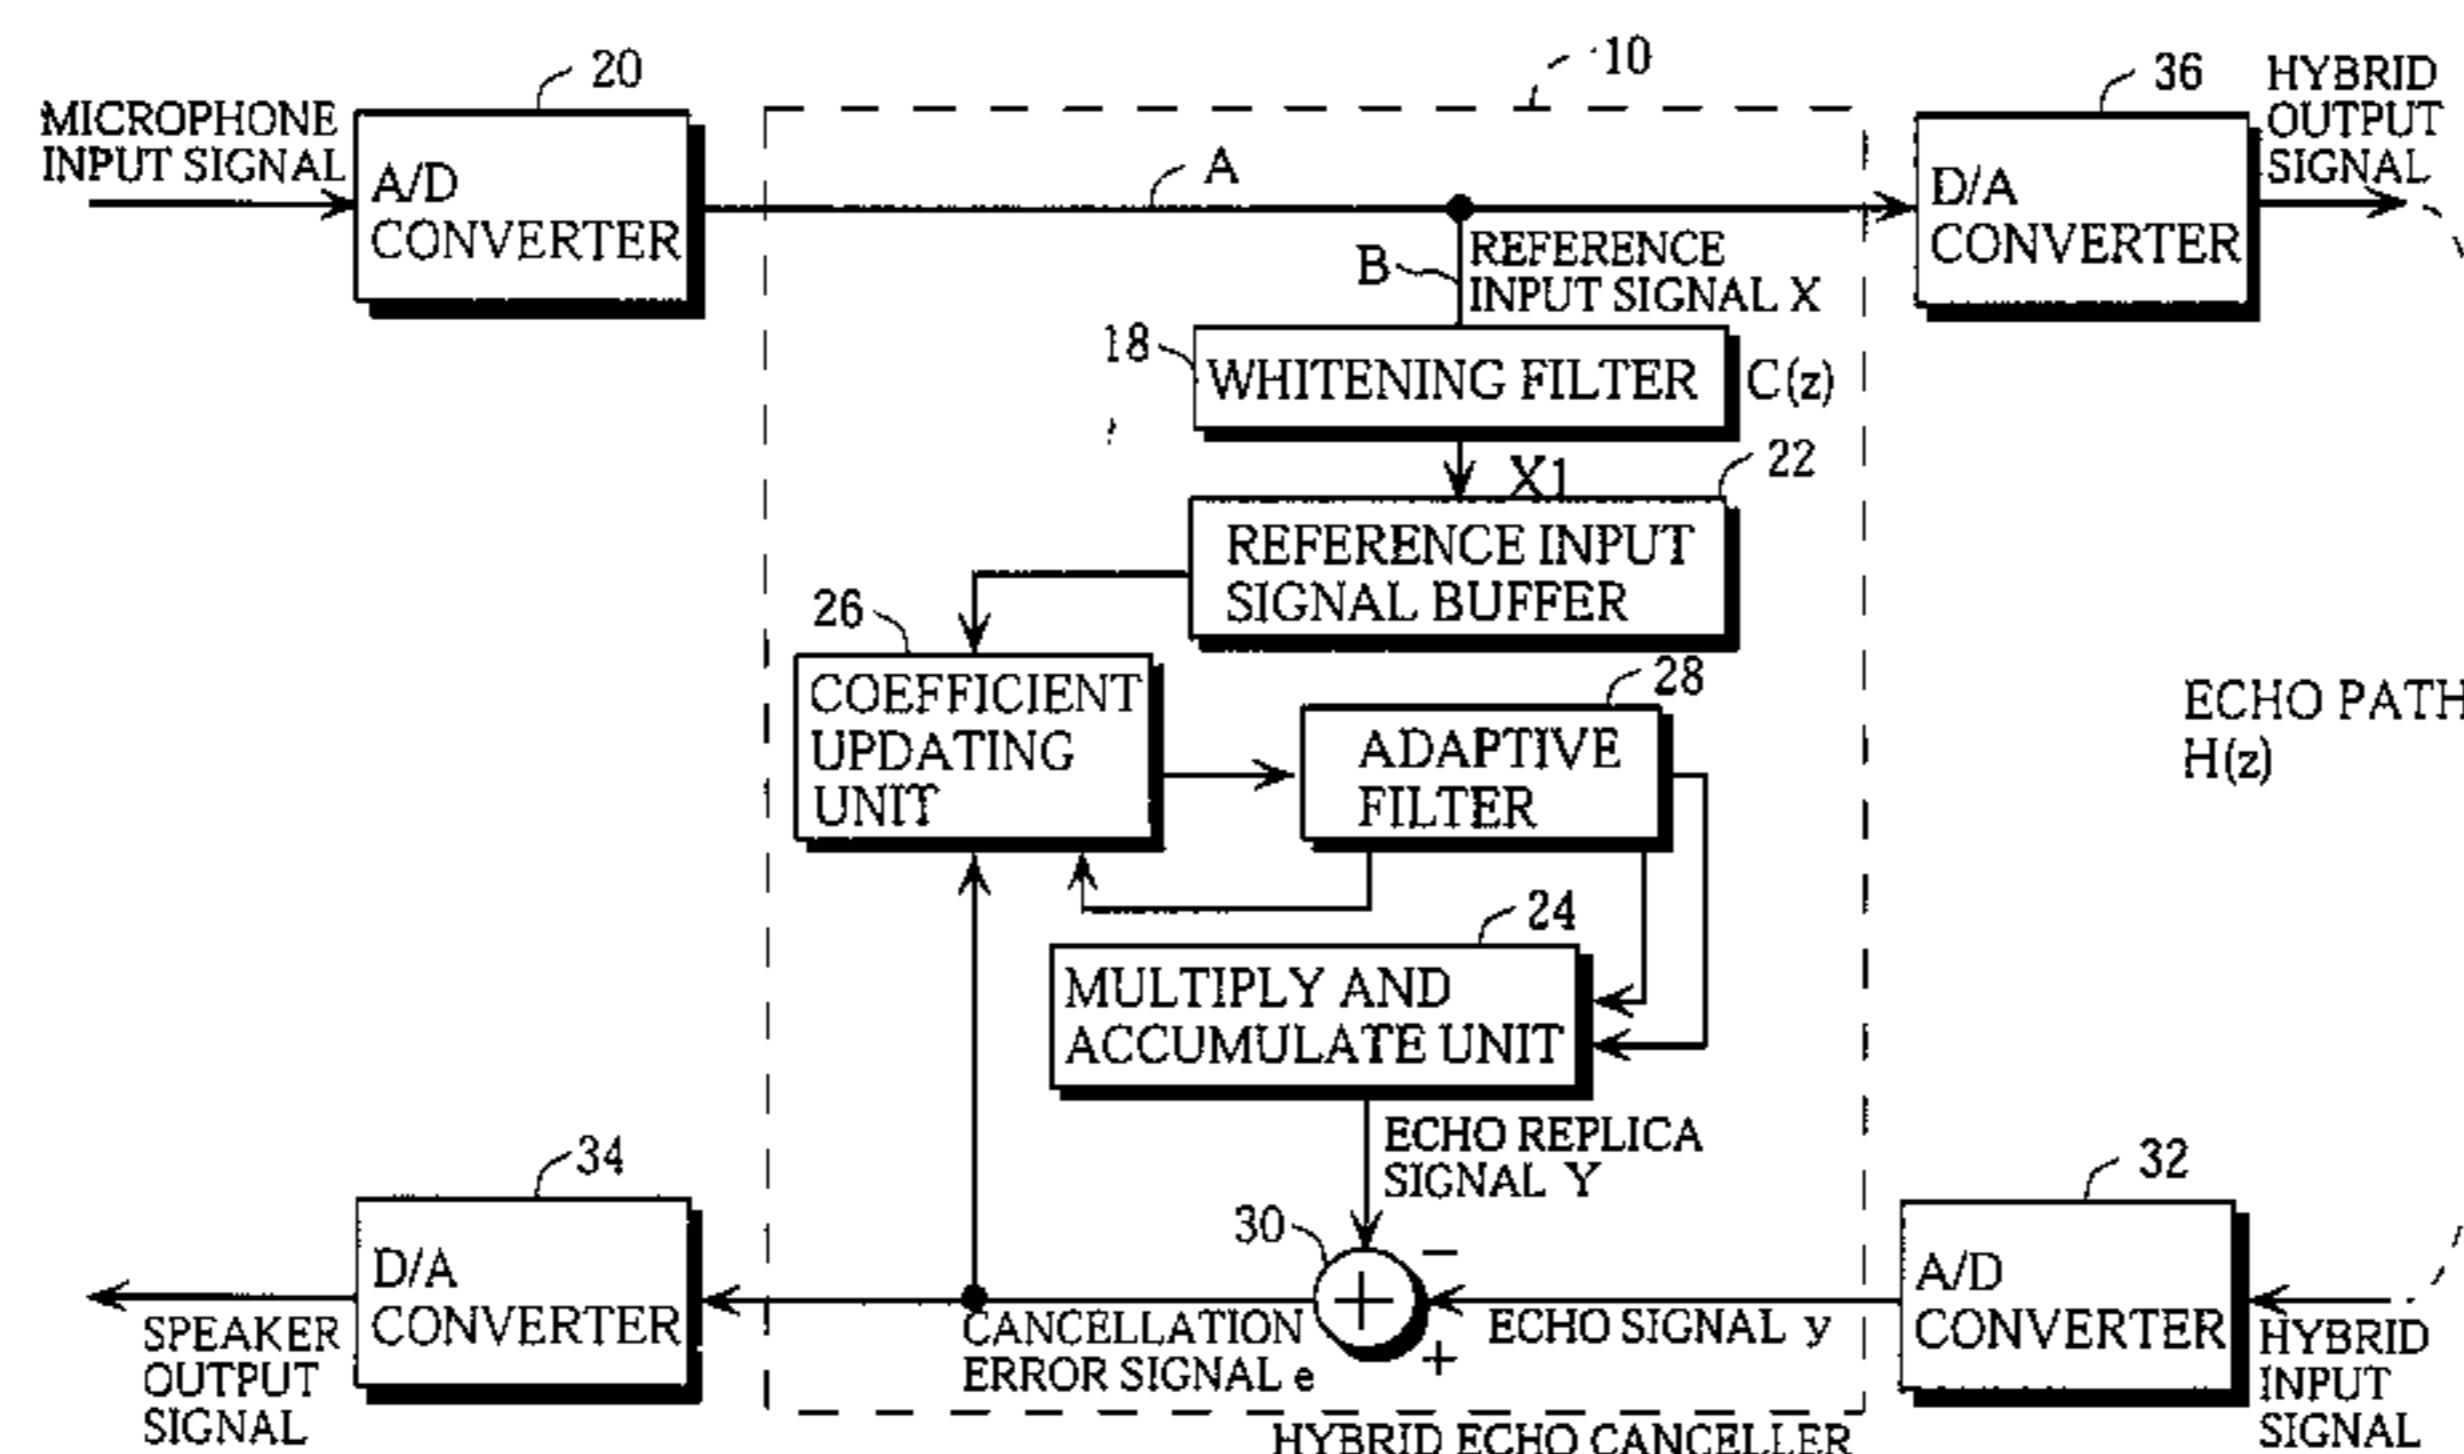 10
20
36
MICROPHONE
INPUT SIGNAL
A/D
CONVERTER
A
D/A
CONVERTER
HYBRID
OUTPUT
SIGNAL
B
REFERENCE
INPUT SIGNAL X
18
WHITENING FILTER
C(z)
X1
22
REFERENCE INPUT
SIGNAL BUFFER
26
COEFFICIENT
UPDATING
UNIT
28
ADAPTIVE
FILTER
ECHO PATH
H(z)
24
MULTIPLY AND
ACCUMULATE UNIT
ECHO REPLICA
SIGNAL Y
34
D/A
CONVERTER
SPEAKER
OUTPUT
SIGNAL
30
+
−
+
CANCELLATION
ERROR SIGNAL e
ECHO SIGNAL y
32
A/D
CONVERTER
HYBRID
INPUT
SIGNAL
HYBRID ECHO CANCELLER